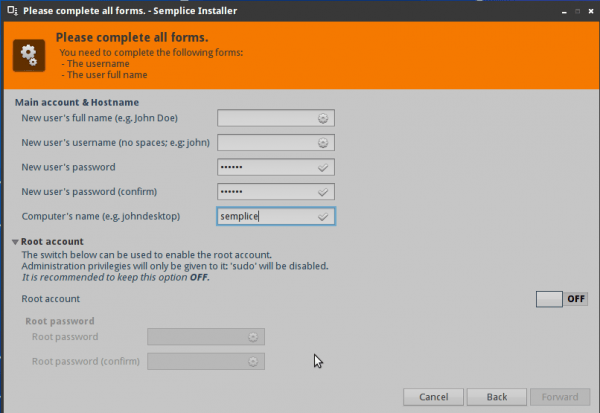 Please complete all forms. - Semplice Installer
Please complete all forms.
You need to complete the following forms:
- The username
- The user full name
Main account & Hostname
New user's full name (e.g. John Doe)
New user's username (no spaces; e.g: john)
New user's password ••••••
New user's password (confirm) ••••••
Computer's name (e.g. johndesktop) semplice
Root account
The switch below can be used to enable the root account.
Administration privilegies will only be given to it: 'sudo' will be disabled.
It is recommended to keep this option OFF.
Root account OFF
Root password
Root password
Root password (confirm)
Cancel Back Forward